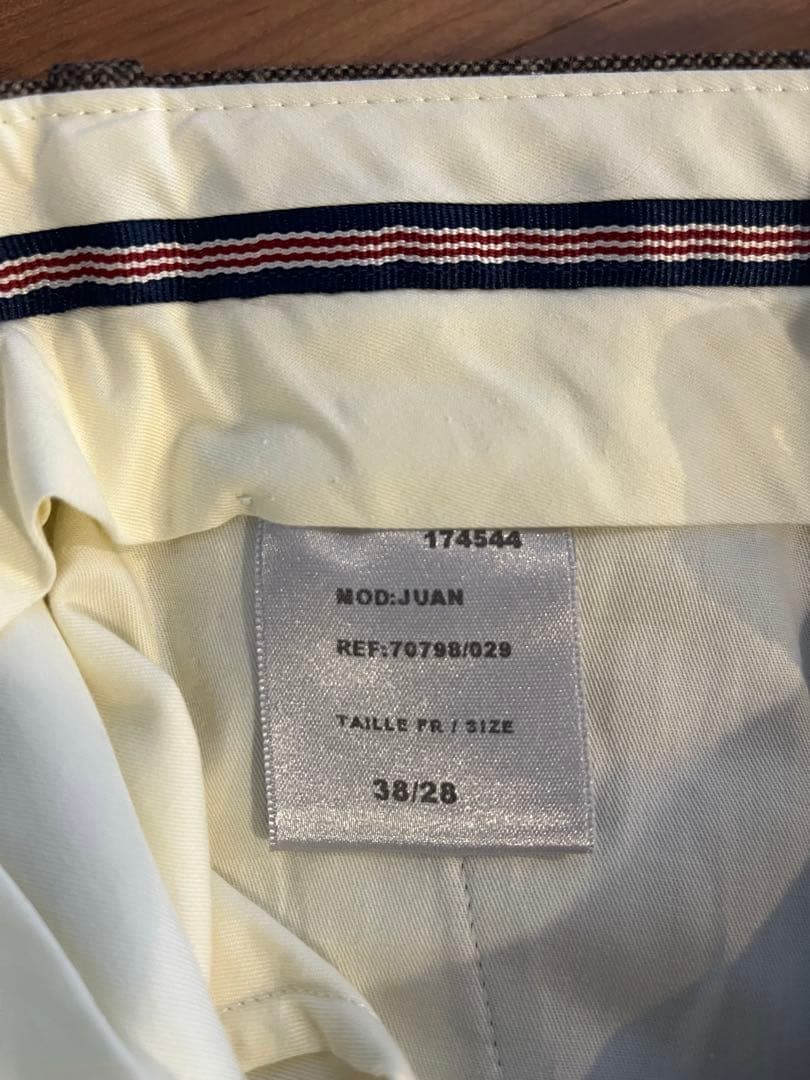 174544
MOD:JUAN
REF:70798/029
TAILLE FR / SIZE
38/28